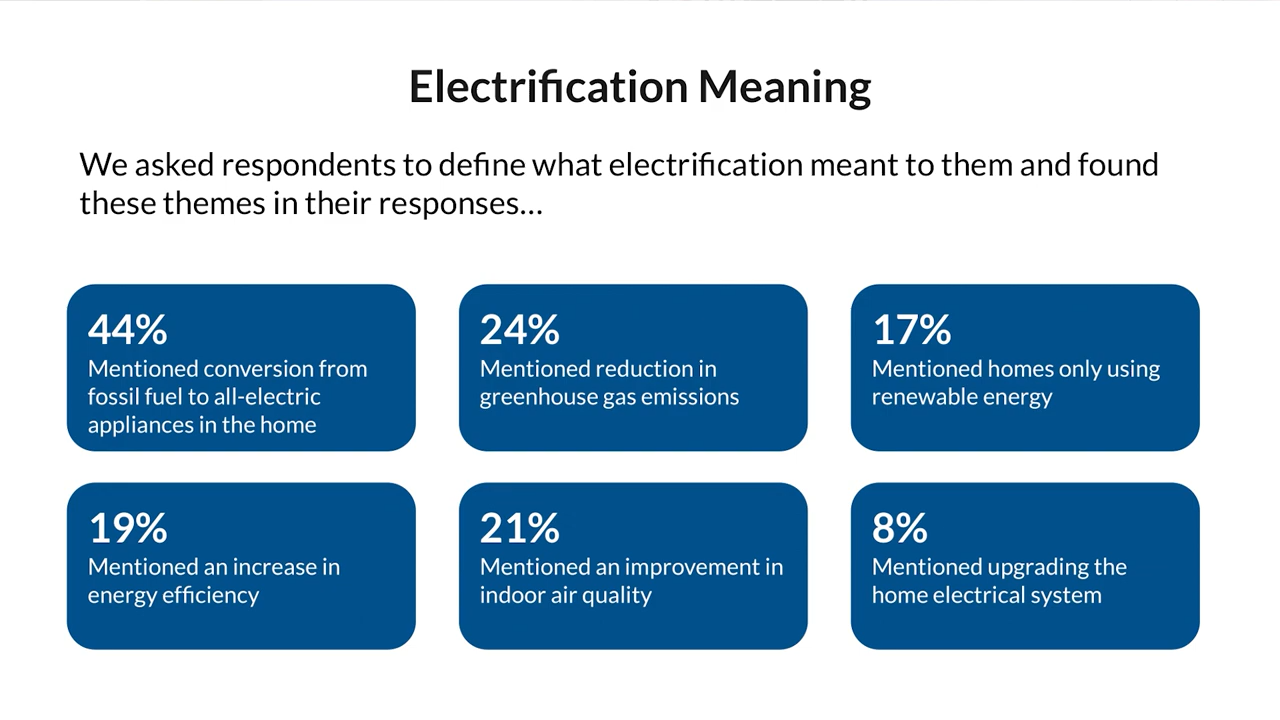 Electrification Meaning
We asked respondents to define what electrification meant to them and found
these themes in their responses...
44%
Mentioned conversion from
fossil fuel to all-electric
appliances in the home
24%
Mentioned reduction in
greenhouse gas emissions
17%
Mentioned homes only using
renewable energy
19%
Mentioned an increase in
energy efficiency
21%
Mentioned an improvement in
indoor air quality
8%
Mentioned upgrading the
home electrical system